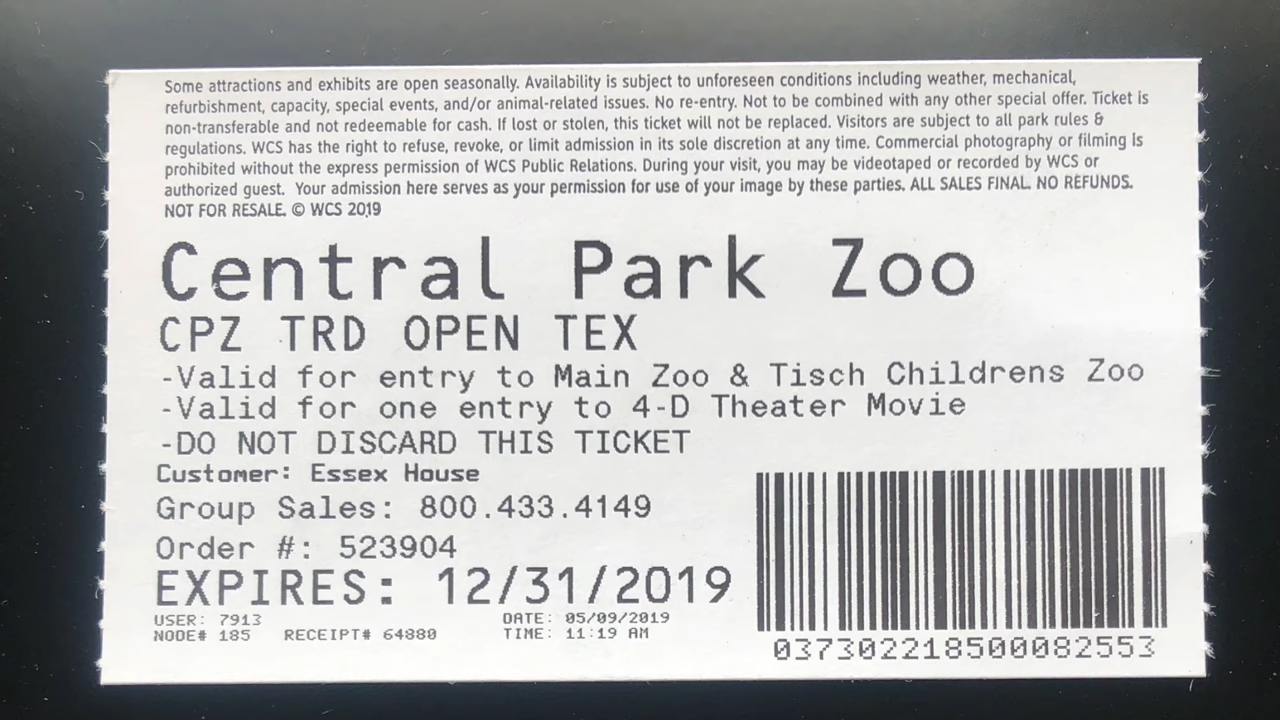 Some attractions and exhibits are open seasonally. Availability is subject to unforeseen conditions including weather, mechanical,
refurbishment, capacity, special events, and/or animal-related issues. No re-entry. Not to be combined with any other special offer. Ticket is
non-transferable and not redeemable for cash. If lost or stolen, this ticket will not be replaced. Visitors are subject to all park rules &
regulations. WCS has the right to refuse, revoke, or limit admission in its sole discretion at any time. Commercial photography or filming is
prohibited without the express permission of WCS Public Relations. During your visit, you may be videotaped or recorded by WCS or
authorized guest. Your admission here serves as your permission for use of your image by these parties. ALL SALES FINAL. NO REFUNDS.
NOT FOR RESALE. © WCS 2019
Central Park Zoo
CPZ TRD OPEN TEX
-Valid for entry to Main Zoo & Tisch Childrens Zoo
-Valid for one entry to 4-D Theater Movie
-DO NOT DISCARD THIS TICKET
Customer: Essex House
Group Sales: 800.433.4149
Order #: 523904
EXPIRES: 12/31/2019
USER: 7913 DATE: 05/09/2019
NODE# 185 RECEIPT# 64880 TIME: 11:19 AM
037302218500082553